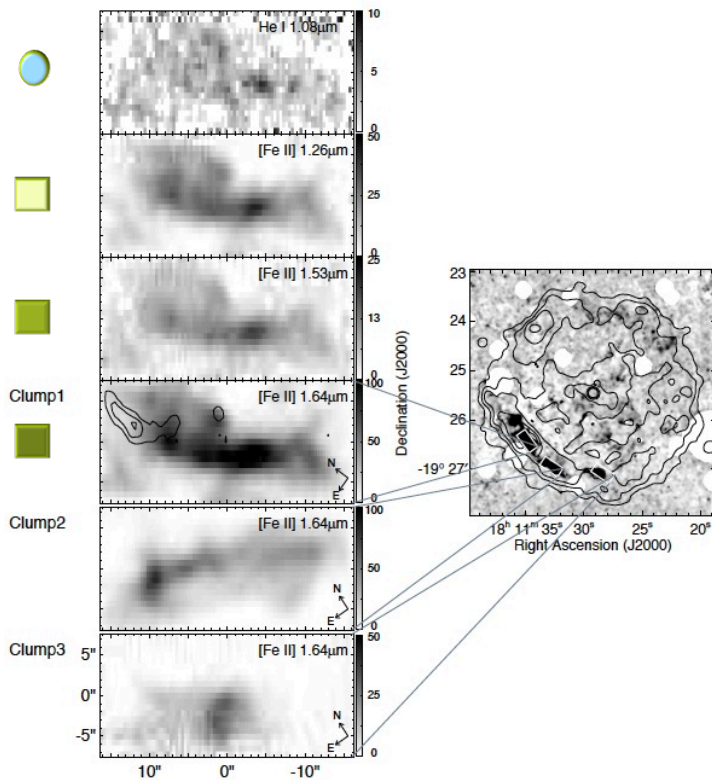 He I 1.08μm
10
5
0
[Fe II] 1.26μm
50
25
0
[Fe II] 1.53μm
25
13
0
Clump1
[Fe II] 1.64μm
100
50
0
N
E
Clump2
[Fe II] 1.64μm
100
50
0
N
E
Clump3
[Fe II] 1.64μm
50
25
0
N
E
5"
0"
-5"
10" 0" -10"
Declination (J2000)
23
24
25
26
-19° 27'
18ʰ 11ᵐ 35ˢ 30ˢ 25ˢ 20ˢ
Right Ascension (J2000)